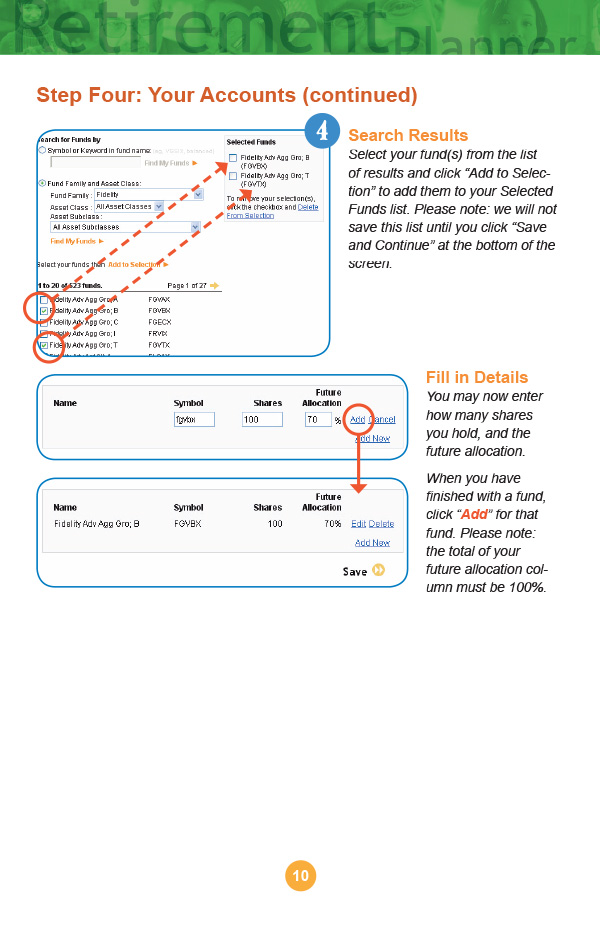 Retirement Planner
Step Four: Your Accounts (continued)
4
Search for Funds by
Symbol or Keyword in fund name:
Find My Funds
Fund Family and Asset Class:
Fund Family : Fidelity
Asset Class : All Asset Classes
Asset Subclass :
All Asset Subclasses
Find My Funds
Select your funds then Add to Selection
1 to 20 of 523 funds. Page 1 of 27
Fidelity Adv Agg Gro; A FGVAX
Fidelity Adv Agg Gro; B FGVBX
Fidelity Adv Agg Gro; C FGECX
Fidelity Adv Agg Gro; I FRVIX
Fidelity Adv Agg Gro; T FGVTX
Selected Funds
Fidelity Adv Agg Gro; B
(FGVBX)
Fidelity Adv Agg Gro; T
(FGVTX)
To remove your selection(s),
click the checkbox and Delete
From Selection
Search Results
Select your fund(s) from the list
of results and click “Add to Selec-
tion” to add them to your Selected
Funds list. Please note: we will not
save this list until you click “Save
and Continue” at the bottom of the
screen.
Future
Name Symbol Shares Allocation
fgvbx 100 70 % Add Cancel
Add New
Future
Name Symbol Shares Allocation
Fidelity Adv Agg Gro; B FGVBX 100 70% Edit Delete
Add New
Save
Fill in Details
You may now enter
how many shares
you hold, and the
future allocation.
When you have
finished with a fund,
click “Add” for that
fund. Please note:
the total of your
future allocation col-
umn must be 100%.
10